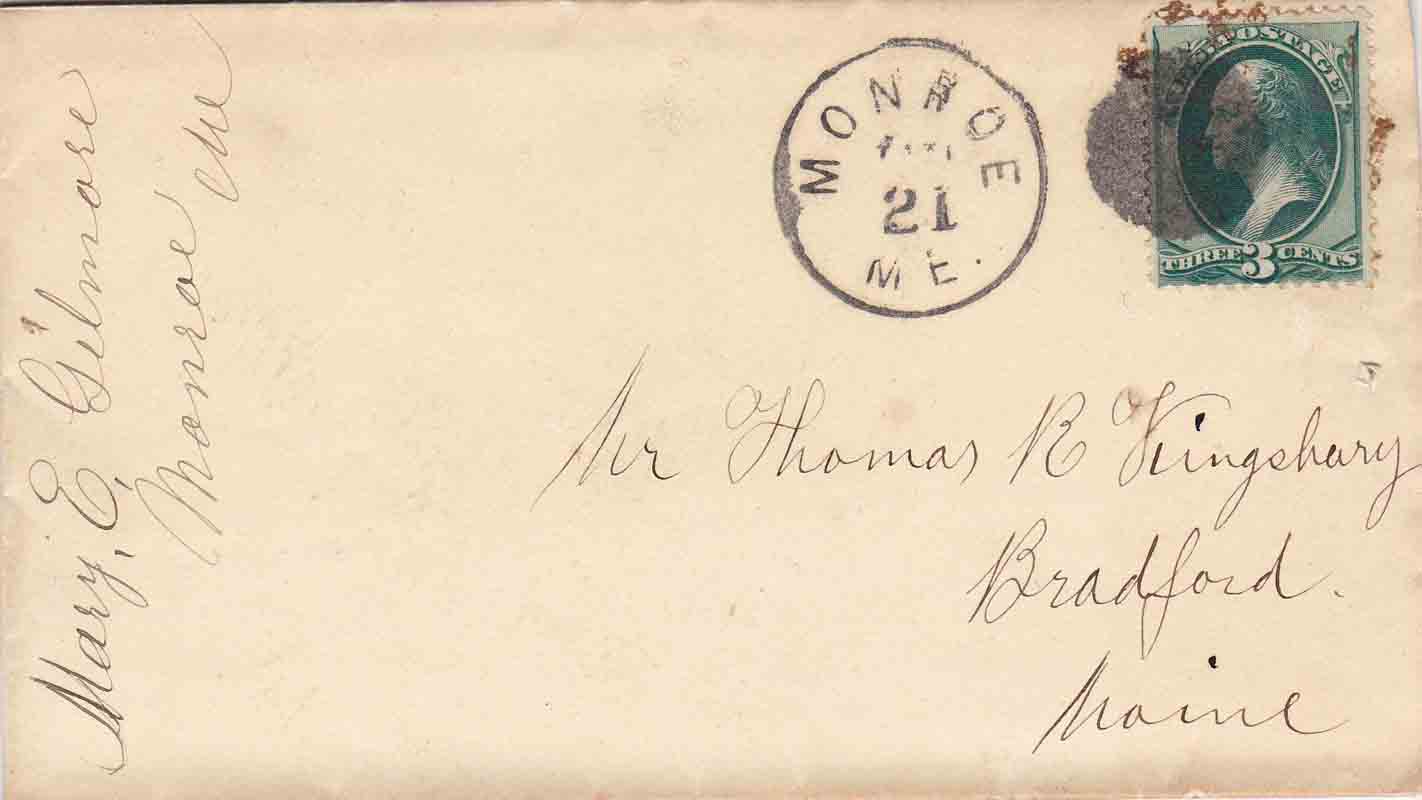 Mary, E. Gilmore
Monroe Me
MONROE
21
ME.
POSTAGE
THREE 3 CENTS
Mr Thomas R Kingsbury
Bradford.
Maine